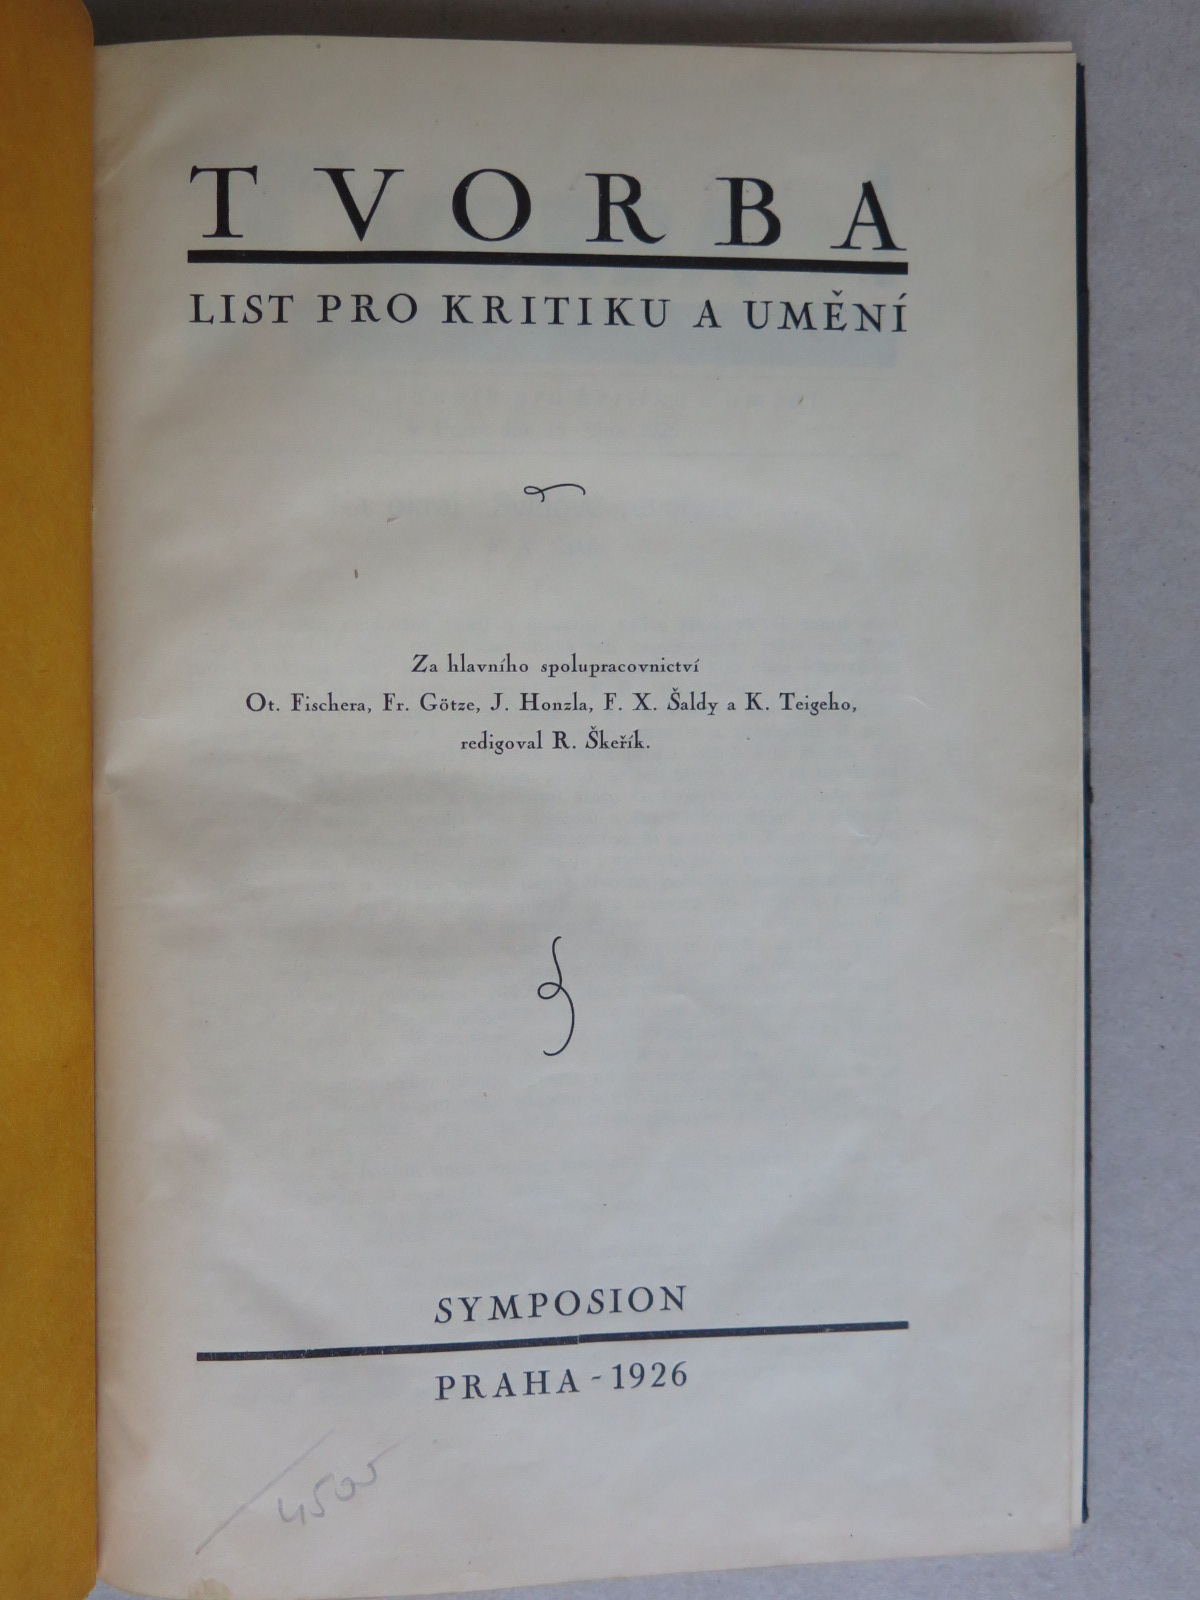 TVORBA
LIST PRO KRITIKU A UMĚNÍ
Za hlavního spolupracovnictví
Ot. Fischera, Fr. Götze, J. Honzla, F. X. Šaldy a K. Teigeho,
redigoval R. Škeřík.
SYMPOSION
PRAHA - 1926